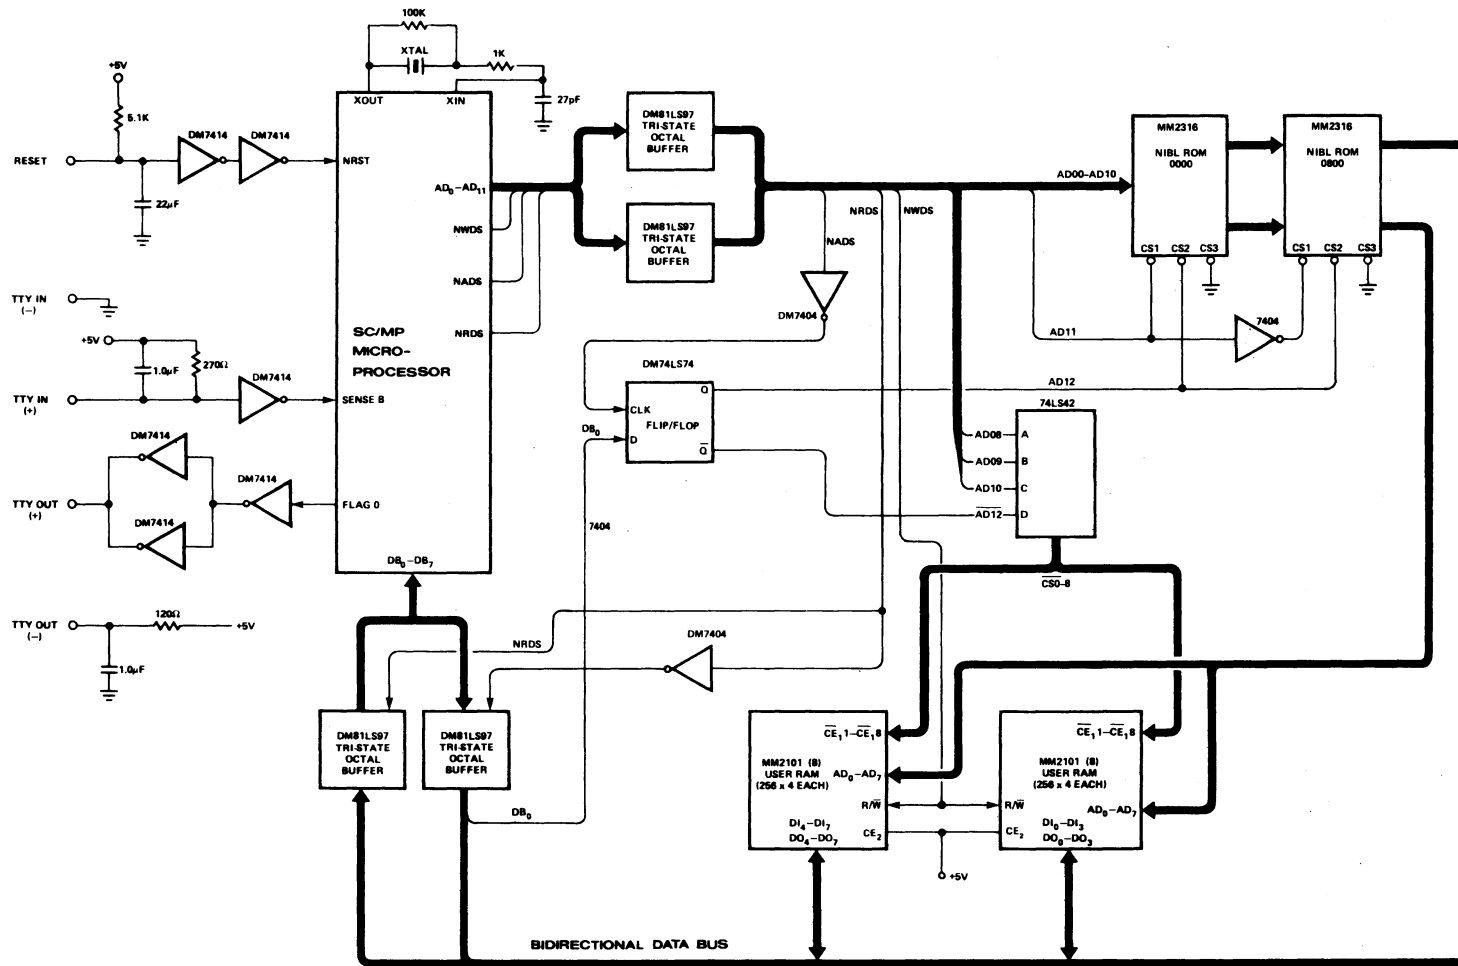 100K
XTAL
1K
27pF
+5V
5.1K
DM7414
DM7414
RESET
22µF
XOUT
XIN
NRST
AD₀–AD₁₁
NWDS
NADS
NRDS
SC/MP
MICRO-
PROCESSOR
SENSE B
FLAG 0
DB₀–DB₇
TTY IN
(–)
+5V
1.0µF
270Ω
DM7414
TTY IN
(+)
DM7414
DM7414
DM7414
TTY OUT
(+)
TTY OUT
(–)
120Ω
+5V
1.0µF
DM81LS97
TRI-STATE
OCTAL
BUFFER
DM81LS97
TRI-STATE
OCTAL
BUFFER
NRDS
NWDS
NADS
DM7404
DM74LS74
CLK
Q
FLIP/FLOP
D
Q̅
DB₀
7404
AD00–AD10
MM2316
NIBL ROM
0000
CS1
CS2
CS3
MM2316
NIBL ROM
0800
CS1
CS2
CS3
AD11
7404
AD12
74LS42
AD08
A
AD09
B
AD10
C
A̅D̅1̅2̅
D
C̅S̅0̅-8
NRDS
DM7404
DM81LS97
TRI-STATE
OCTAL
BUFFER
DM81LS97
TRI-STATE
OCTAL
BUFFER
DB₀
C̅E̅₁1–C̅E̅₁8
MM2101 (8)
USER RAM
(256 x 4 EACH)
AD₀–AD₇
R/W̅
DI₄–DI₇
DO₄–DO₇
CE₂
+5V
C̅E̅₁1–C̅E̅₁8
MM2101 (8)
USER RAM
(256 x 4 EACH)
R/W̅
AD₀–AD₇
DI₀–DI₃
DO₀–DO₃
CE₂
BIDIRECTIONAL DATA BUS